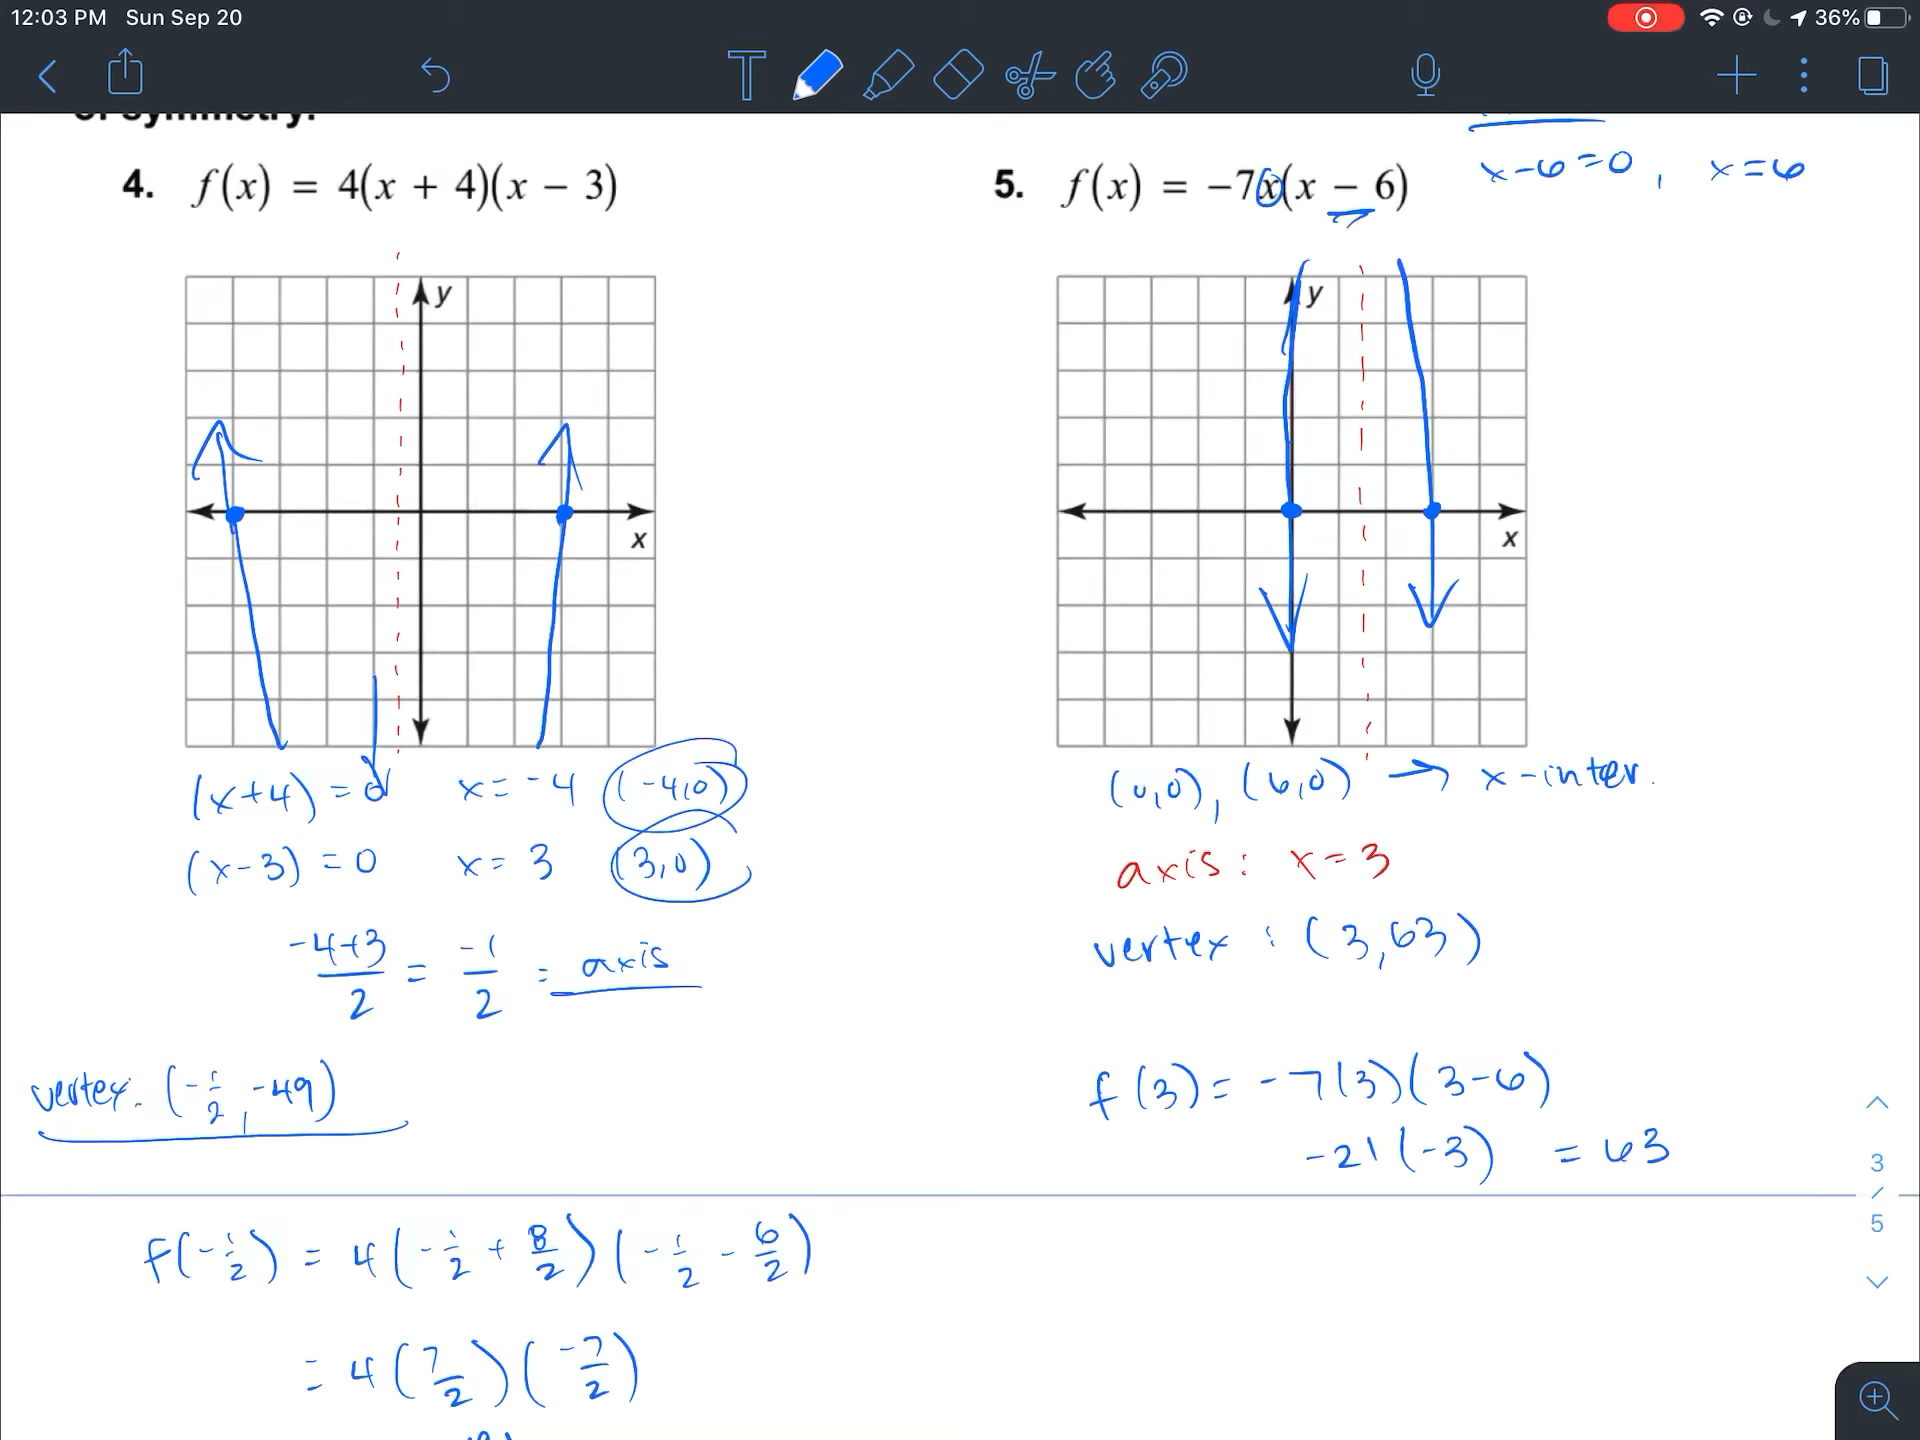 12:03 PM Sun Sep 20
36%
of symmetry.
x-6=0, x=6
4. f(x) = 4(x + 4)(x − 3)
5. f(x) = −7x(x − 6)
y
x
y
x
(x+4) = 0 x = -4 (-4,0)
(x-3) = 0 x = 3 (3,0)
-4+3/2 = -1/2 = axis
vertex. (-1/2, -49)
(0,0), (6,0) → x-inter.
axis: x=3
vertex: (3,63)
f(3) = -7(3)(3-6)
-21(-3) = 63
3
/
5
f(-1/2) = 4(-1/2 + 8/2)(-1/2 - 6/2)
= 4(7/2)(-7/2)